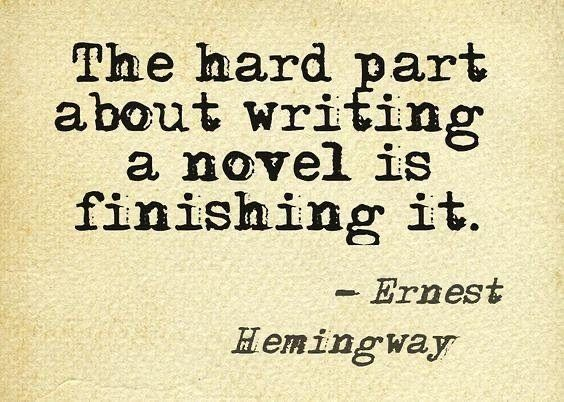 The hard part
about writing
a novel is
finishing it.
– Ernest
Hemingway